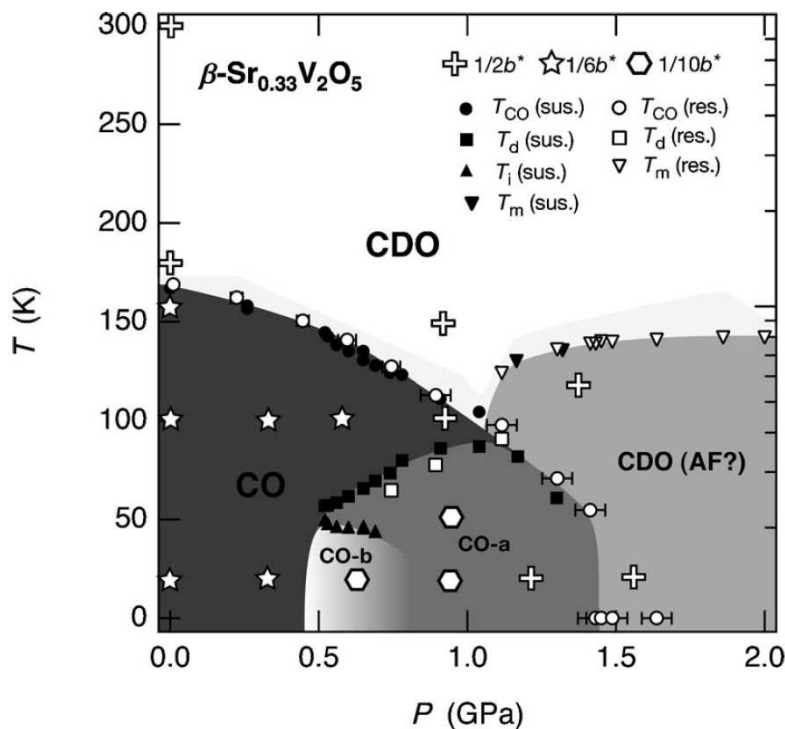 300
250
200
150
100
50
0
T (K)
β-Sr0.33V2O5
1/2b* 1/6b* 1/10b*
TCO (sus.) TCO (res.)
Td (sus.) Td (res.)
Ti (sus.) Tm (res.)
Tm (sus.)
CDO
CO
CO-b
CO-a
CDO (AF?)
0.0 0.5 1.0 1.5 2.0
P (GPa)